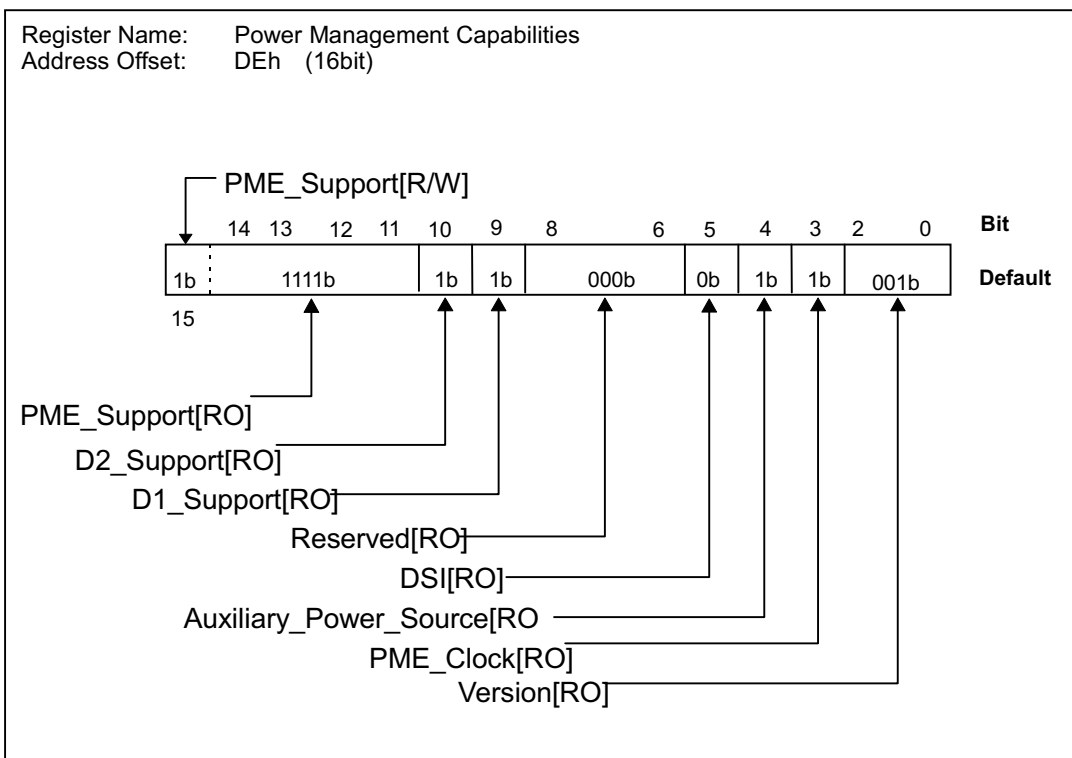 Register Name: Power Management Capabilities
Address Offset: DEh (16bit)
PME_Support[R/W]
14 13 12 11 10 9 8 6 5 4 3 2 0 Bit
1b 1111b 1b 1b 000b 0b 1b 1b 001b Default
15
PME_Support[RO]
D2_Support[RO]
D1_Support[RO]
Reserved[RO]
DSI[RO]
Auxiliary_Power_Source[RO
PME_Clock[RO]
Version[RO]